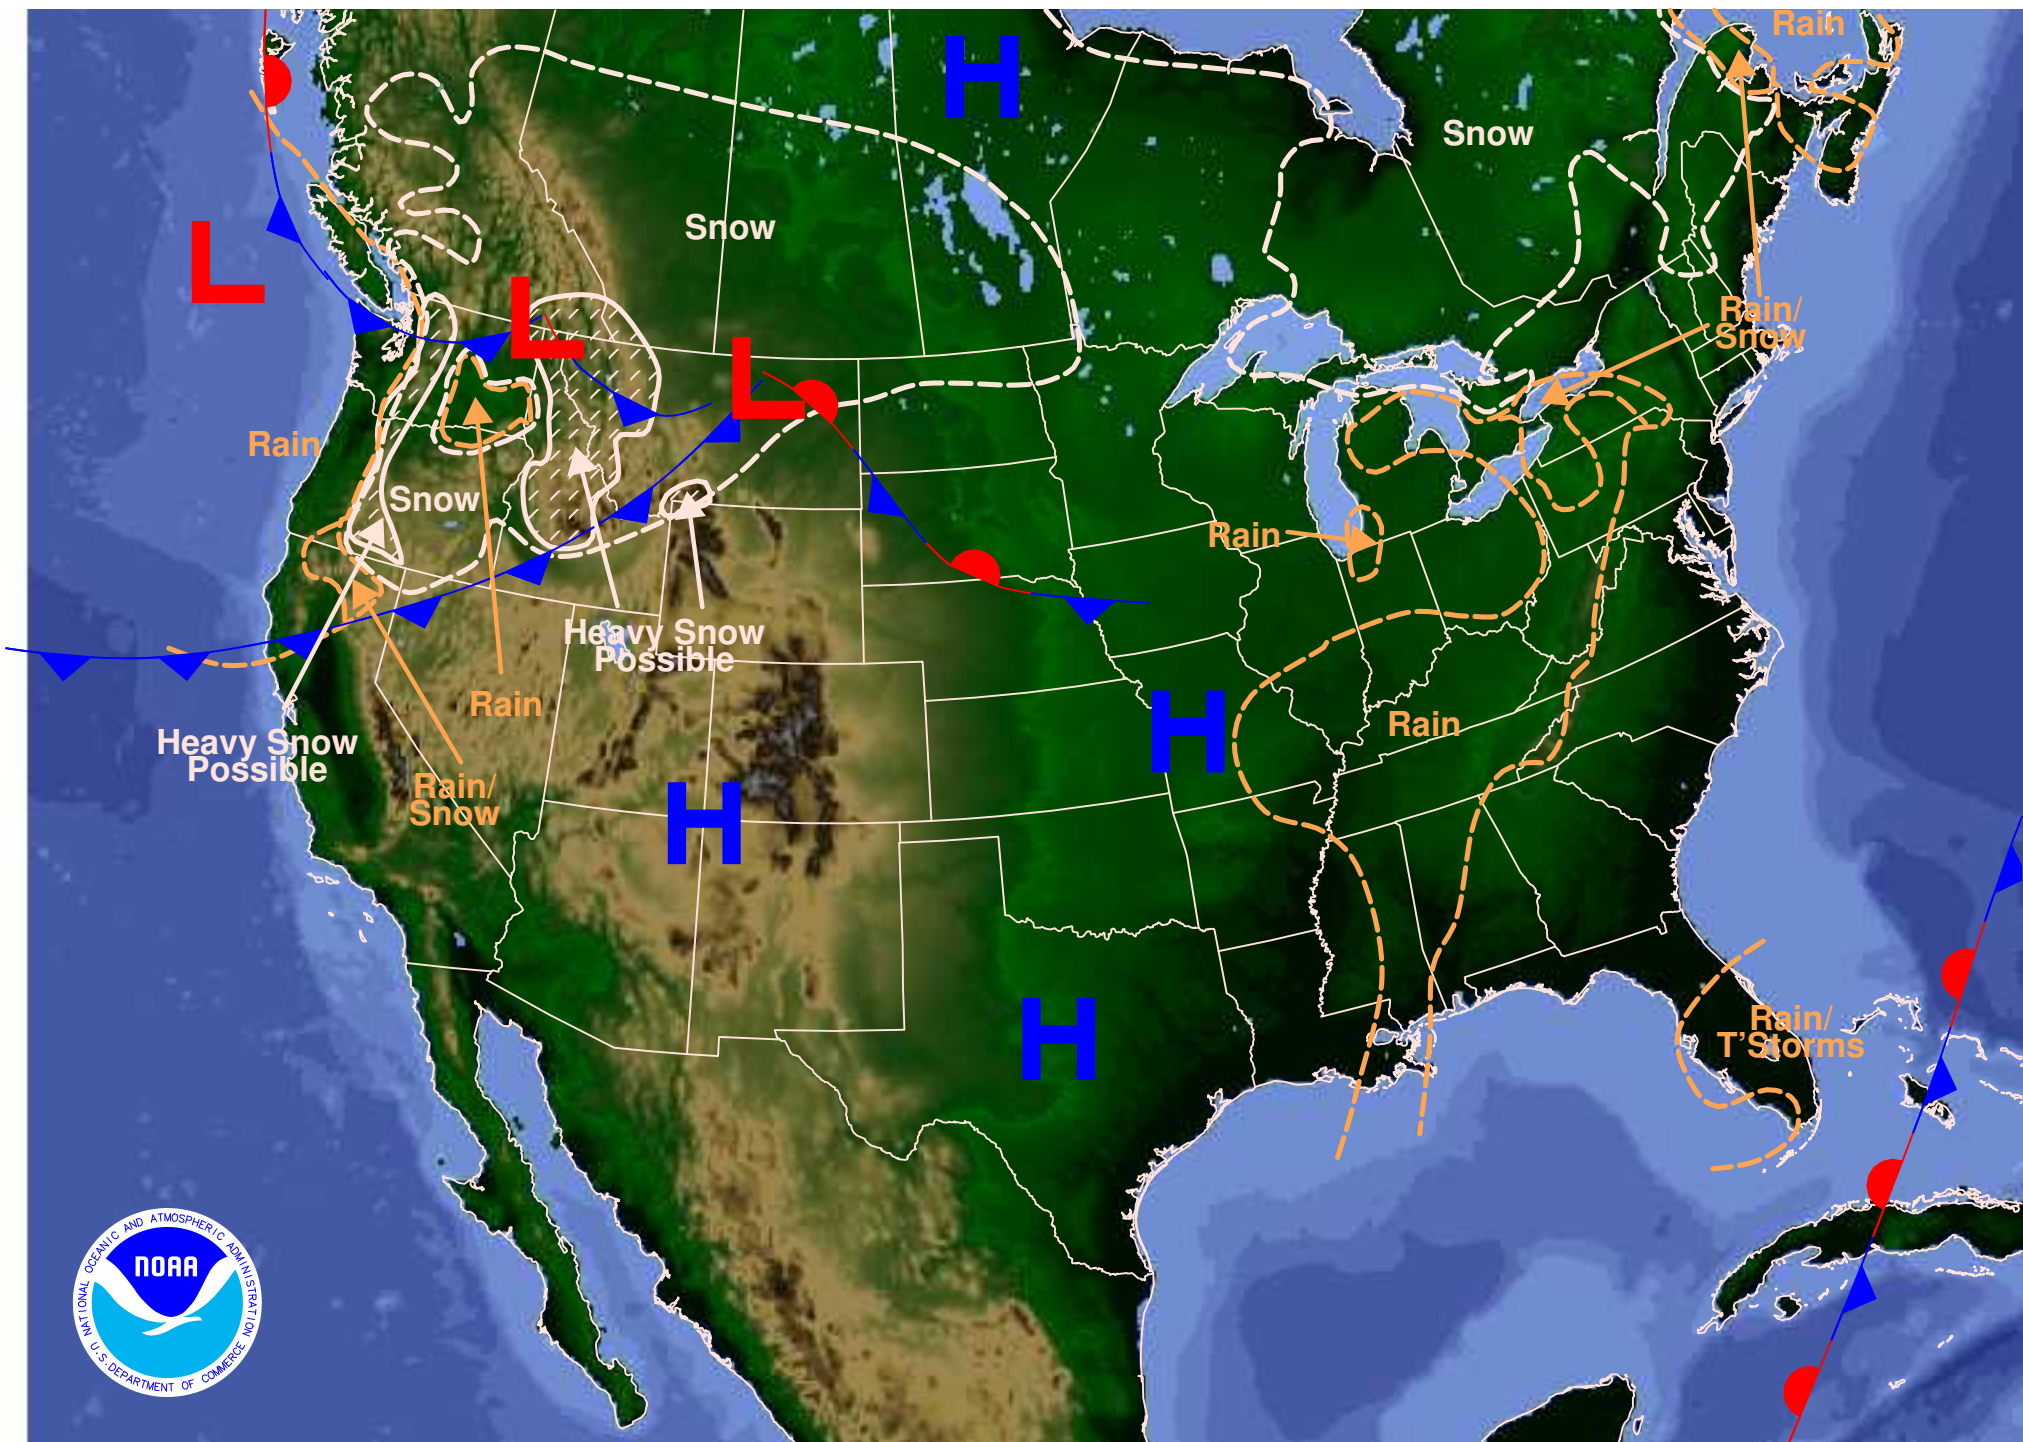 Rain
H
Snow
Snow
L
L
Rain/
Snow
L
Rain
Snow
Rain
Heavy Snow
Possible
Rain
H
Rain
Heavy Snow
Possible
Rain/
Snow
H
H
Rain/
T'Storms
NOAA
NATIONAL OCEANIC AND ATMOSPHERIC ADMINISTRATION
U.S. DEPARTMENT OF COMMERCE